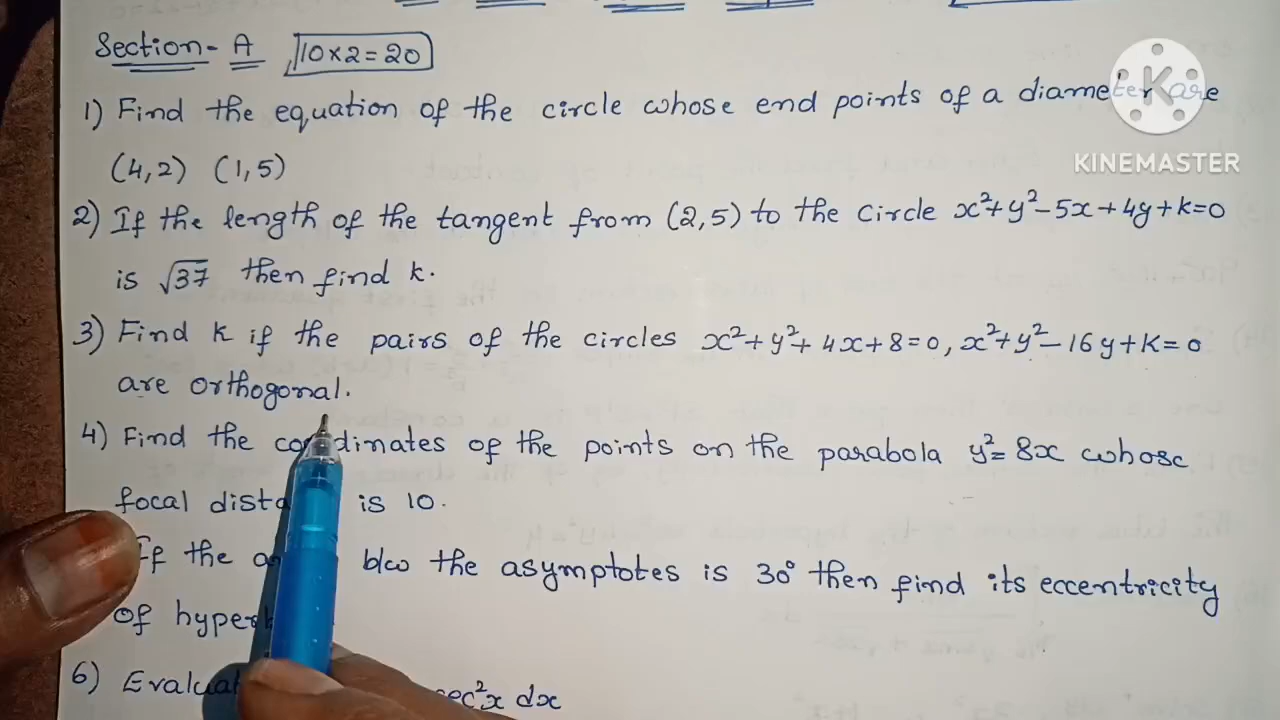 Section- A 10×2=20
1) Find the equation of the circle whose end points of a diameter are
(4,2) (1,5)
2) If the length of the tangent from (2,5) to the circle x²+y²-5x+4y+k=0
is √37 then find k.
3) Find k if the pairs of the circles x²+y²+4x+8=0, x²+y²-16y+k=0
are orthogonal.
4) Find the coordinates of the points on the parabola y²=8x whose
focal is 10.
If the b/w the asymptotes is 30° then find its eccentricity
of
6) sec²x dx
KINEMASTER